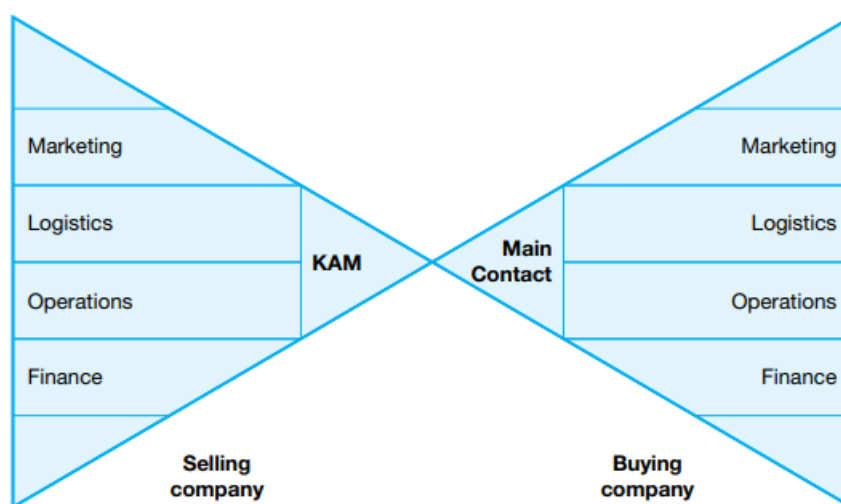 Marketing
Logistics
Operations
Finance
KAM
Main
Contact
Marketing
Logistics
Operations
Finance
Selling
company
Buying
company